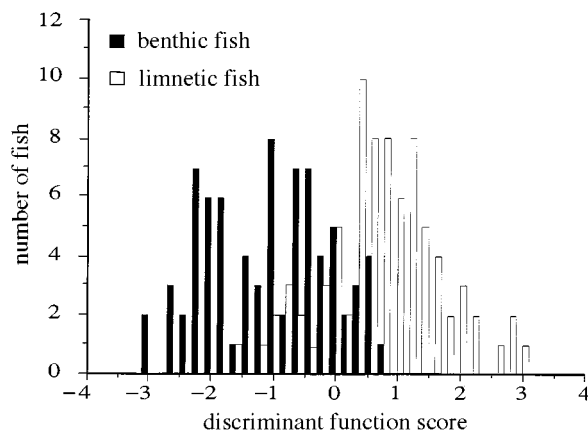 12
benthic fish
10
limnetic fish
8
6
4
2
0
number of fish
−4 −3 −2 −1 0 1 2 3 4
discriminant function score